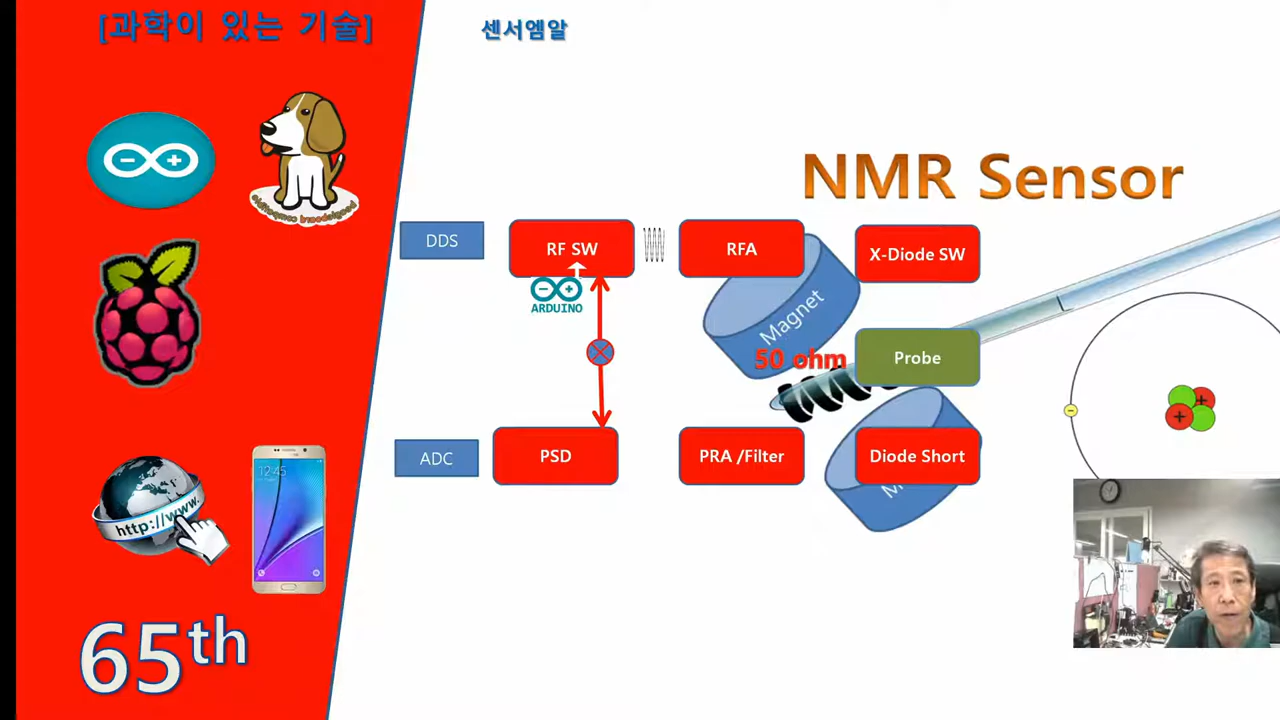 [과학이 있는 기술]
센서엠알
NMR Sensor
DDS
RF SW
RFA
X-Diode SW
ARDUINO
Magnet
50 ohm
Probe
ADC
PSD
PRA /Filter
Diode Short
M
http://www.
12:45
65th